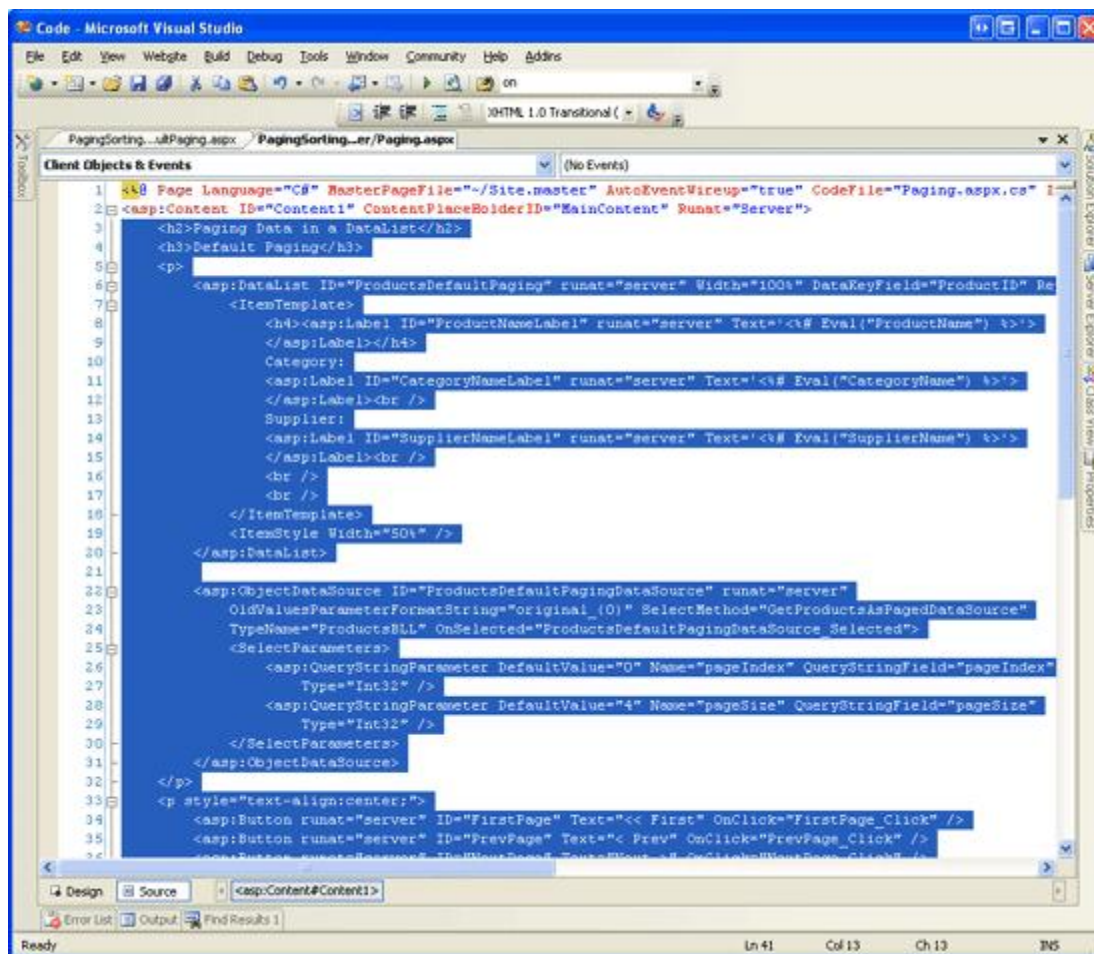 Code - Microsoft Visual Studio
File Edit View Website Build Debug Tools Window Community Help Addins
on
XHTML 1.0 Transitional (
PagingSorting...ultPaging.aspx PagingSorting...er/Paging.aspx
Client Objects & Events (No Events)
Toolbox
Solution Explorer
Server Explorer
Class View
Properties
1 <%@ Page Language="C#" MasterPageFile="~/Site.master" AutoEventWireup="true" CodeFile="Paging.aspx.cs" I
2 <asp:Content ID="Content1" ContentPlaceHolderID="MainContent" Runat="Server">
3 <h2>Paging Data in a DataList</h2>
4 <h3>Default Paging</h3>
5 <p>
6 <asp:DataList ID="ProductsDefaultPaging" runat="server" Width="100%" DataKeyField="ProductID" Re
7 <ItemTemplate>
8 <h4><asp:Label ID="ProductNameLabel" runat="server" Text='<%# Eval("ProductName") %>'>
9 </asp:Label></h4>
10 Category:
11 <asp:Label ID="CategoryNameLabel" runat="server" Text='<%# Eval("CategoryName") %>'>
12 </asp:Label><br />
13 Supplier:
14 <asp:Label ID="SupplierNameLabel" runat="server" Text='<%# Eval("SupplierName") %>'>
15 </asp:Label><br />
16 <br />
17 <br />
18 </ItemTemplate>
19 <ItemStyle Width="50%" />
20 </asp:DataList>
21
22 <asp:ObjectDataSource ID="ProductsDefaultPagingDataSource" runat="server"
23 OldValuesParameterFormatString="original_{0}" SelectMethod="GetProductsAsPagedDataSource"
24 TypeName="ProductsBLL" OnSelected="ProductsDefaultPagingDataSource_Selected">
25 <SelectParameters>
26 <asp:QueryStringParameter DefaultValue="0" Name="pageIndex" QueryStringField="pageIndex"
27 Type="Int32" />
28 <asp:QueryStringParameter DefaultValue="4" Name="pageSize" QueryStringField="pageSize"
29 Type="Int32" />
30 </SelectParameters>
31 </asp:ObjectDataSource>
32 </p>
33 <p style="text-align:center;">
34 <asp:Button runat="server" ID="FirstPage" Text="<< First" OnClick="FirstPage_Click" />
35 <asp:Button runat="server" ID="PrevPage" Text="< Prev" OnClick="PrevPage_Click" />
Design Source <asp:Content#Content1>
Error List Output Find Results 1
Ready Ln 41 Col 13 Ch 13 INS